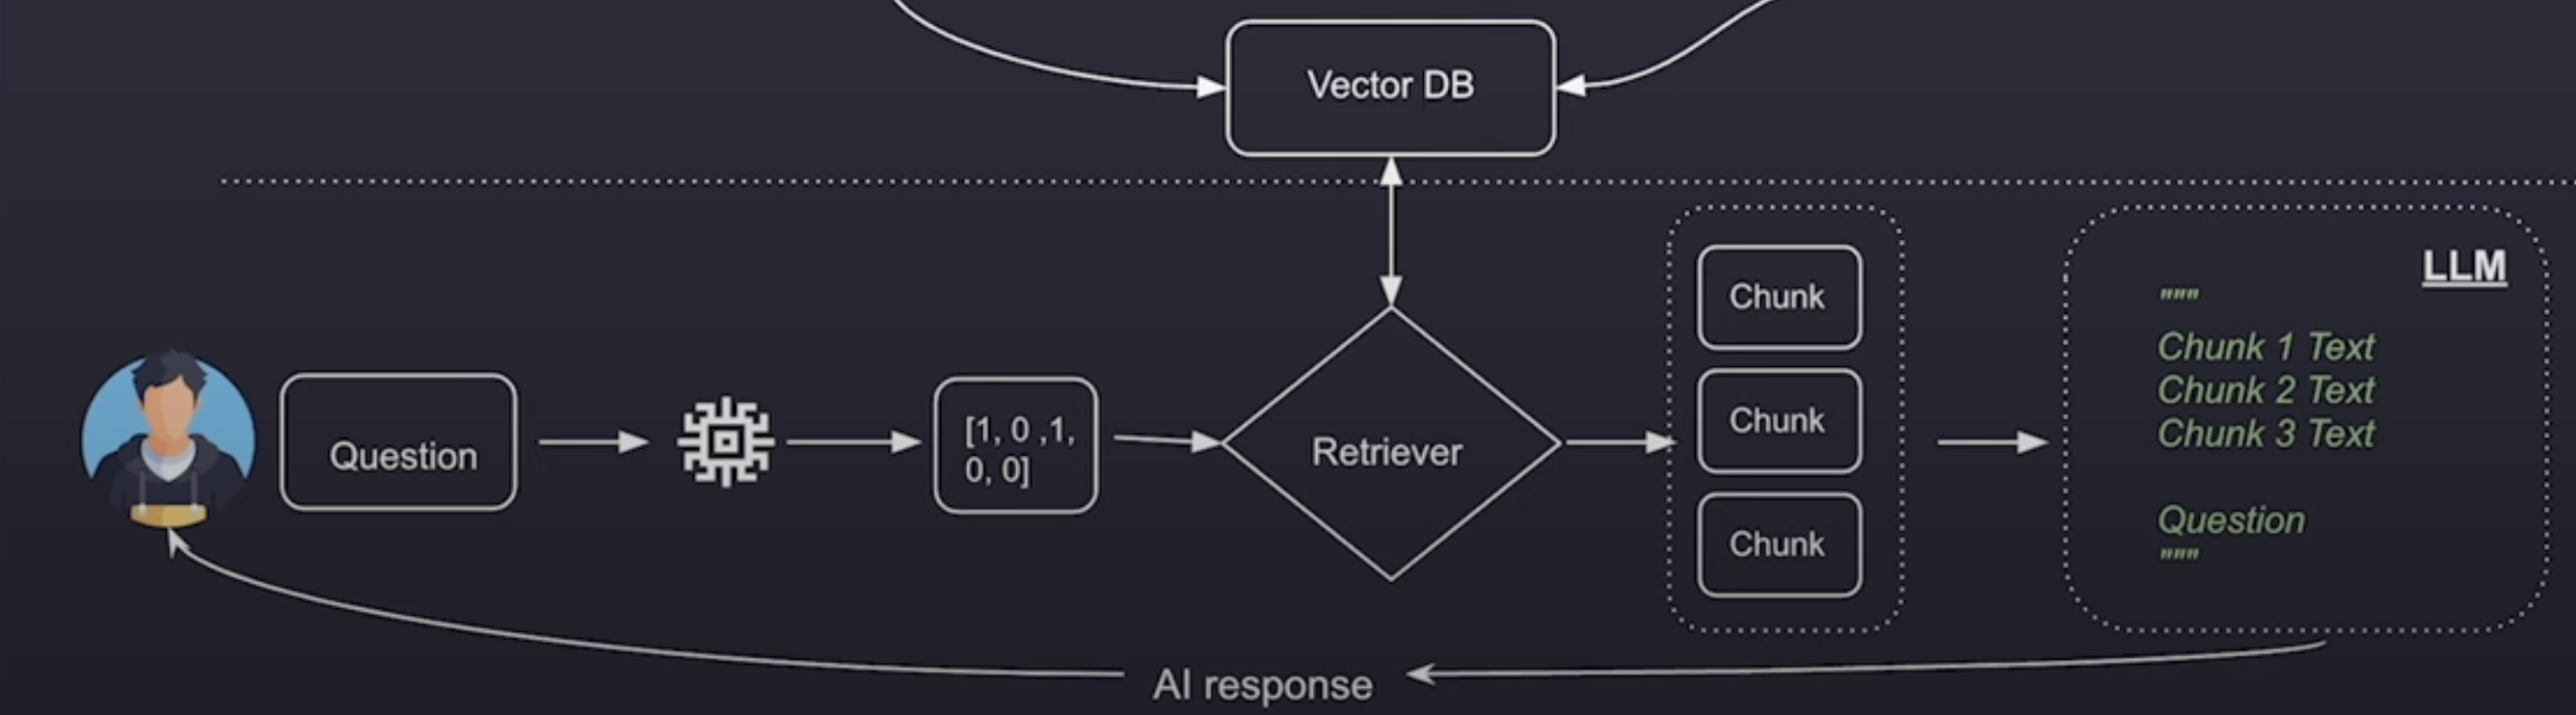 Vector DB
Question
[1, 0 ,1,
0, 0]
Retriever
Chunk
Chunk
Chunk
LLM
"""
Chunk 1 Text
Chunk 2 Text
Chunk 3 Text
Question
"""
AI response